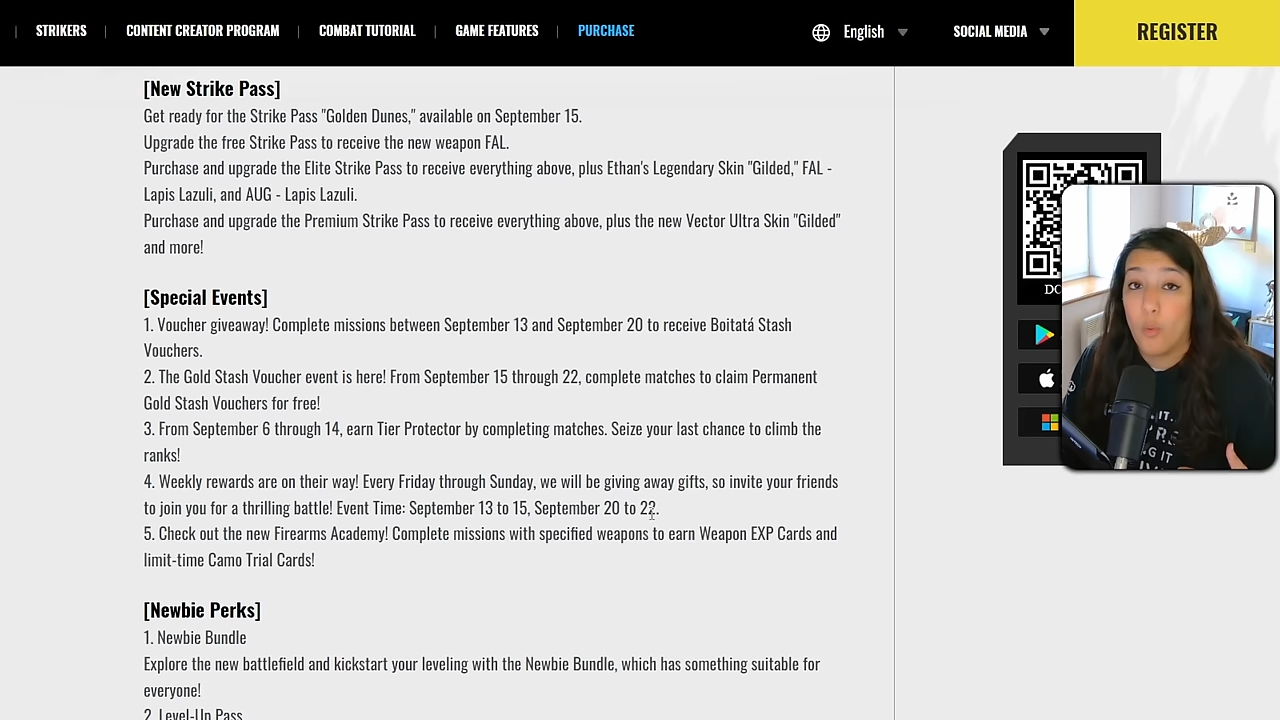 STRIKERS
CONTENT CREATOR PROGRAM
COMBAT TUTORIAL
GAME FEATURES
PURCHASE
English
SOCIAL MEDIA
REGISTER
[New Strike Pass]
Get ready for the Strike Pass "Golden Dunes," available on September 15.
Upgrade the free Strike Pass to receive the new weapon FAL.
Purchase and upgrade the Elite Strike Pass to receive everything above, plus Ethan's Legendary Skin "Gilded," FAL -
Lapis Lazuli, and AUG - Lapis Lazuli.
Purchase and upgrade the Premium Strike Pass to receive everything above, plus the new Vector Ultra Skin "Gilded"
and more!
[Special Events]
1. Voucher giveaway! Complete missions between September 13 and September 20 to receive Boitatá Stash
Vouchers.
2. The Gold Stash Voucher event is here! From September 15 through 22, complete matches to claim Permanent
Gold Stash Vouchers for free!
3. From September 6 through 14, earn Tier Protector by completing matches. Seize your last chance to climb the
ranks!
4. Weekly rewards are on their way! Every Friday through Sunday, we will be giving away gifts, so invite your friends
to join you for a thrilling battle! Event Time: September 13 to 15, September 20 to 22.
5. Check out the new Firearms Academy! Complete missions with specified weapons to earn Weapon EXP Cards and
limit-time Camo Trial Cards!
[Newbie Perks]
1. Newbie Bundle
Explore the new battlefield and kickstart your leveling with the Newbie Bundle, which has something suitable for
everyone!
2. Level-Up Pass